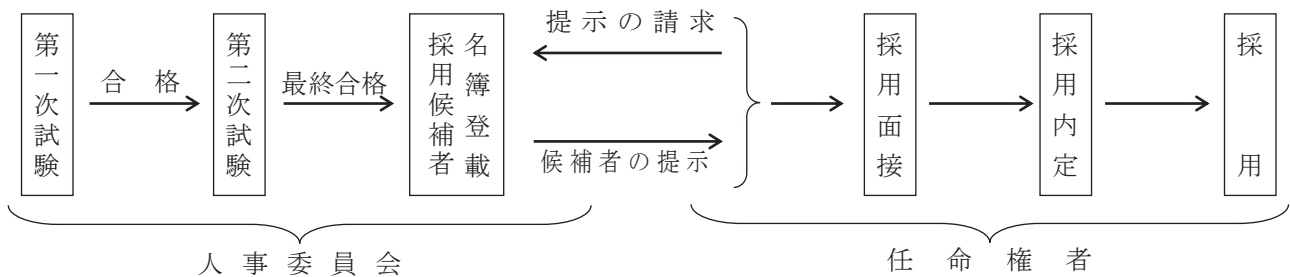 第一次試験
合格
第二次試験
最終合格
採用候補者
名簿登載
提示の請求
候補者の提示
採用面接
採用内定
採用
人事委員会
任命権者